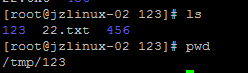 [root@jzlinux-02 123]# ls
123 22.txt 456
[root@jzlinux-02 123]# pwd
/tmp/123